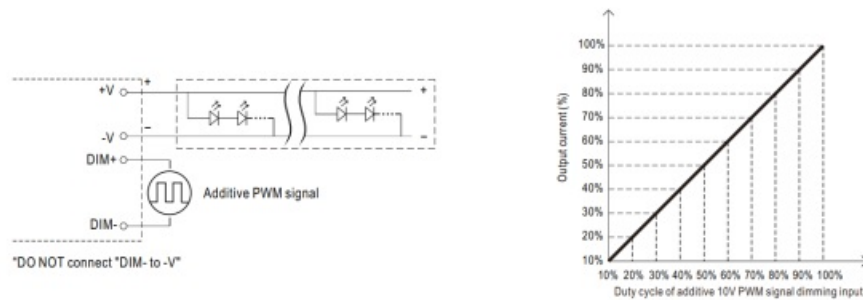 +V
+
+
-V
−
−
DIM+
Additive PWM signal
DIM-
"DO NOT connect "DIM- to -V"
100%
90%
80%
70%
60%
50%
40%
30%
20%
10%
Output current (%)
10% 20% 30% 40% 50% 60% 70% 80% 90% 100%
Duty cycle of additive 10V PWM signal dimming input